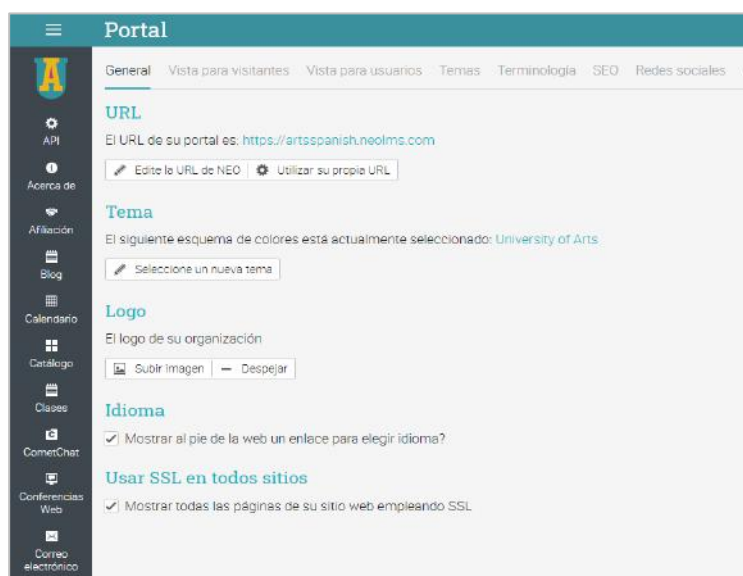 Portal
A
General Vista para visitantes Vista para usuarios Temas Terminología SEO Redes sociales
URL
El URL de su portal es: https://artsspanish.neolms.com
Edite la URL de NEO Utilizar su propia URL
Tema
El siguiente esquema de colores está actualmente seleccionado: University of Arts
Seleccione un nueva tema
Logo
El logo de su organización
Subir imagen Despejar
Idioma
Mostrar al pie de la web un enlace para elegir idioma?
Usar SSL en todos sitios
Mostrar todas las páginas de su sitio web empleando SSL
API
Acerca de
Afiliación
Blog
Calendario
Catálogo
Clases
CometChat
Conferencias
Web
Correo
electrónico